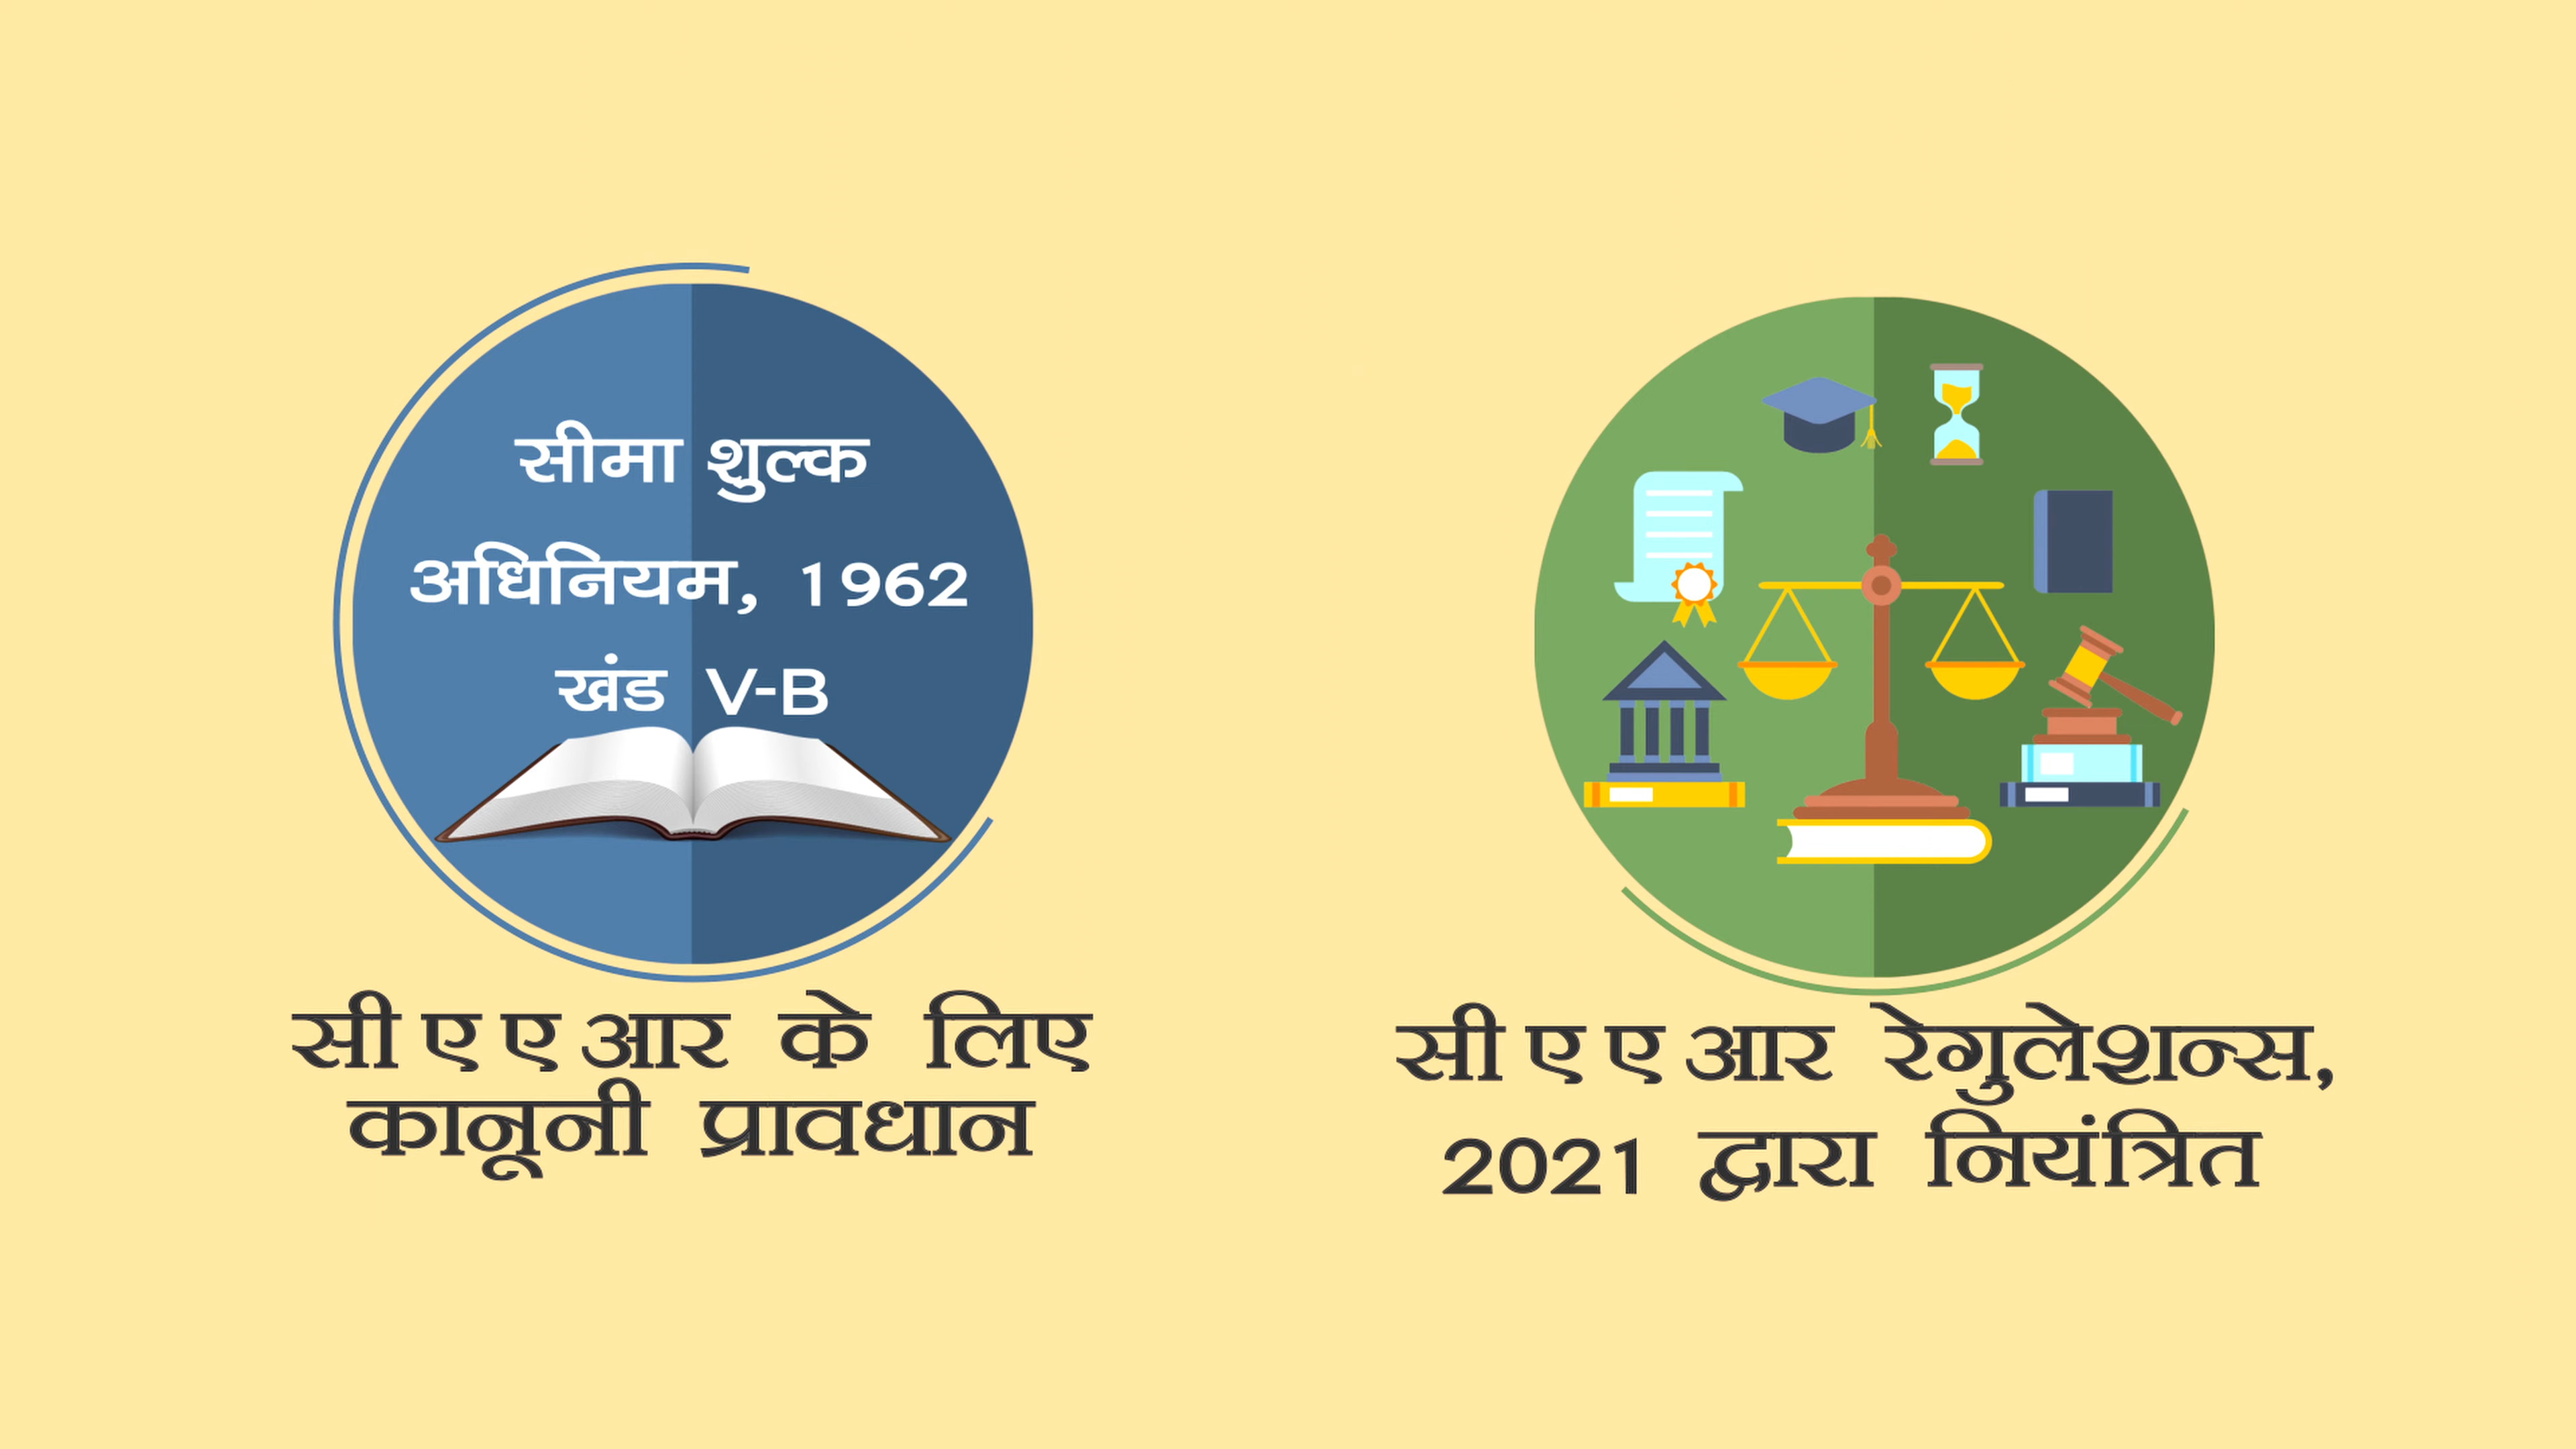 सीमा शुल्क
अधिनियम, 1962
खंड V-B
सी ए ए आर के लिए
कानूनी प्रावधान
सी ए ए आर रेगुलेशन्स,
2021 द्वारा नियंत्रित